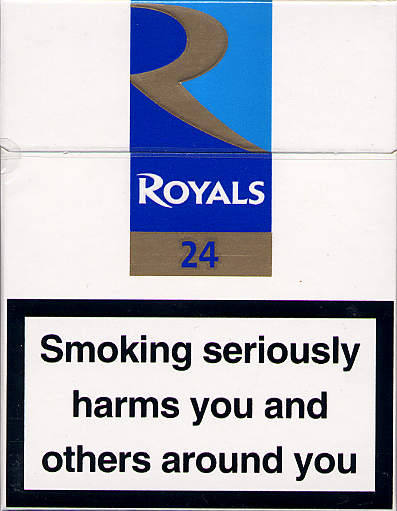 R
ROYALS
24
Smoking seriously
harms you and
others around you